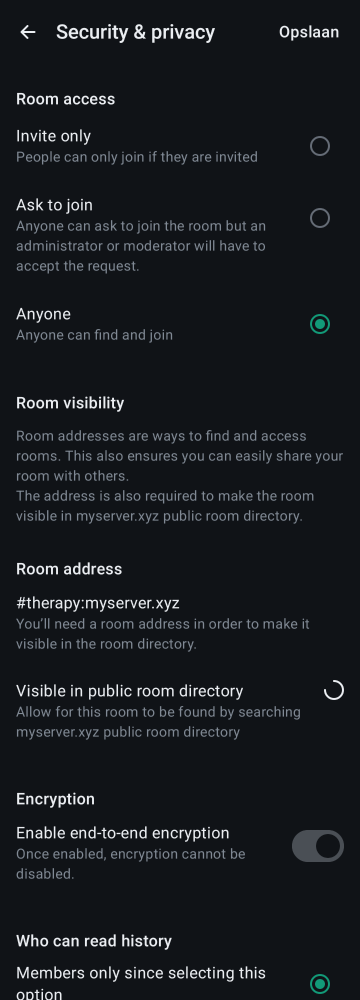 Security & privacy
Opslaan
Room access
Invite only
People can only join if they are invited
Ask to join
Anyone can ask to join the room but an
administrator or moderator will have to
accept the request.
Anyone
Anyone can find and join
Room visibility
Room addresses are ways to find and access
rooms. This also ensures you can easily share your
room with others.
The address is also required to make the room
visible in myserver.xyz public room directory.
Room address
#therapy:myserver.xyz
You’ll need a room address in order to make it
visible in the room directory.
Visible in public room directory
Allow for this room to be found by searching
myserver.xyz public room directory
Encryption
Enable end-to-end encryption
Once enabled, encryption cannot be
disabled.
Who can read history
Members only since selecting this
option